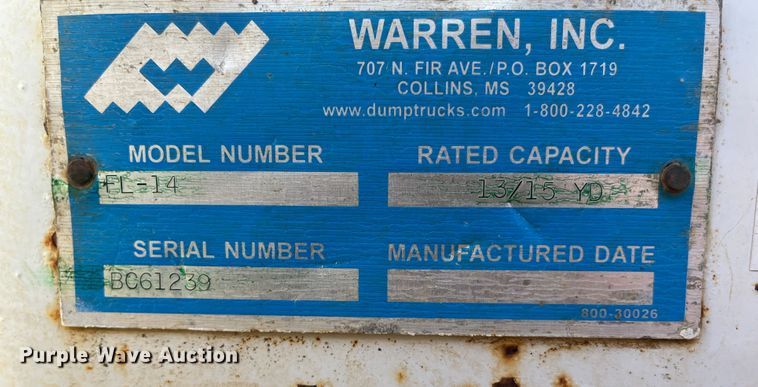 WARREN, INC.
707 N. FIR AVE./P.O. BOX 1719
COLLINS, MS 39428
www.dumptrucks.com 1-800-228-4842
MODEL NUMBER
FL-14
RATED CAPACITY
13/15 YD
SERIAL NUMBER
BC61239
MANUFACTURED DATE
800-30026
Purple Wave Auction